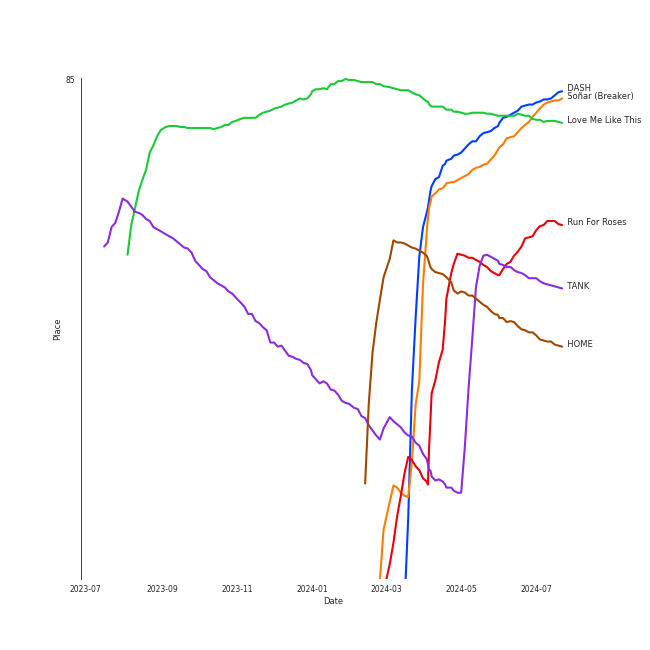 85
DASH
Soñar (Breaker)
Love Me Like This
Run For Roses
TANK
HOME
Place
2023-07 2023-09 2023-11 2024-01 2024-03 2024-05 2024-07
Date